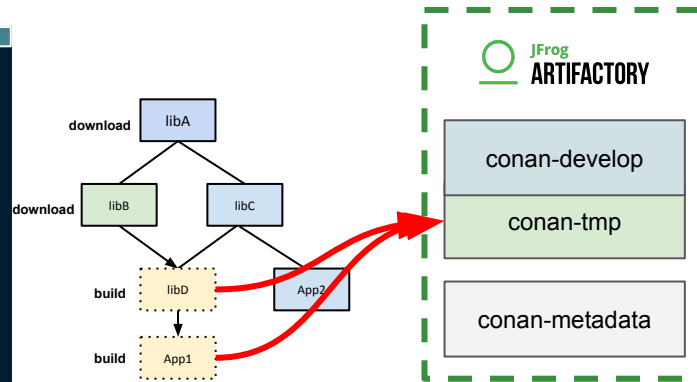 JFrog
ARTIFACTORY
download
libA
conan-develop
download
libB
libC
conan-tmp
build
libD
App2
conan-metadata
build
App1